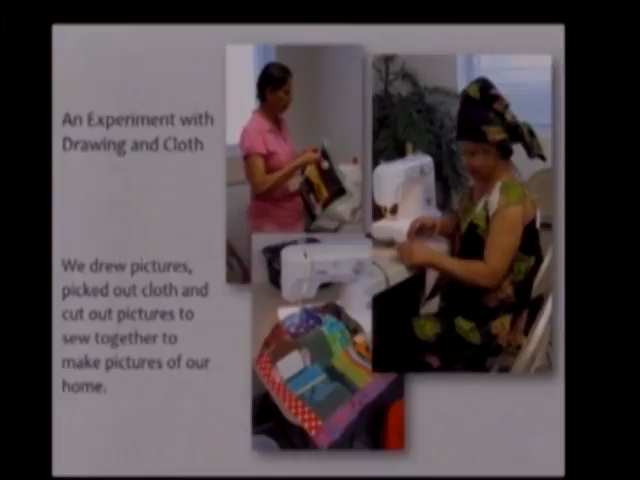 An Experiment with
Drawing and Cloth
We drew pictures,
picked out cloth and
cut out pictures to
sew together to
make pictures of our
home.